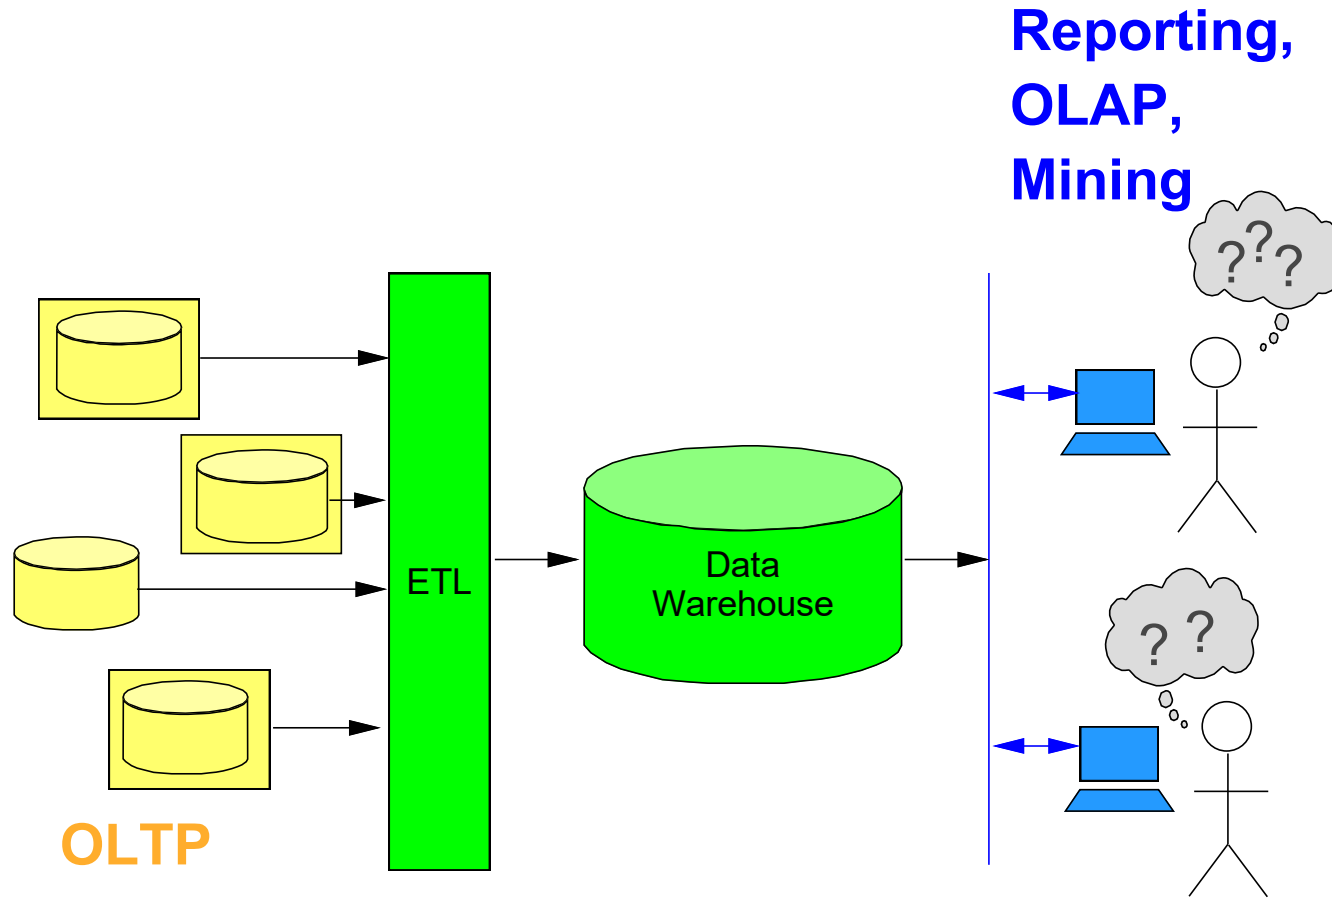 Reporting,
OLAP,
Mining
? ? ?
ETL
Data
Warehouse
? ?
OLTP